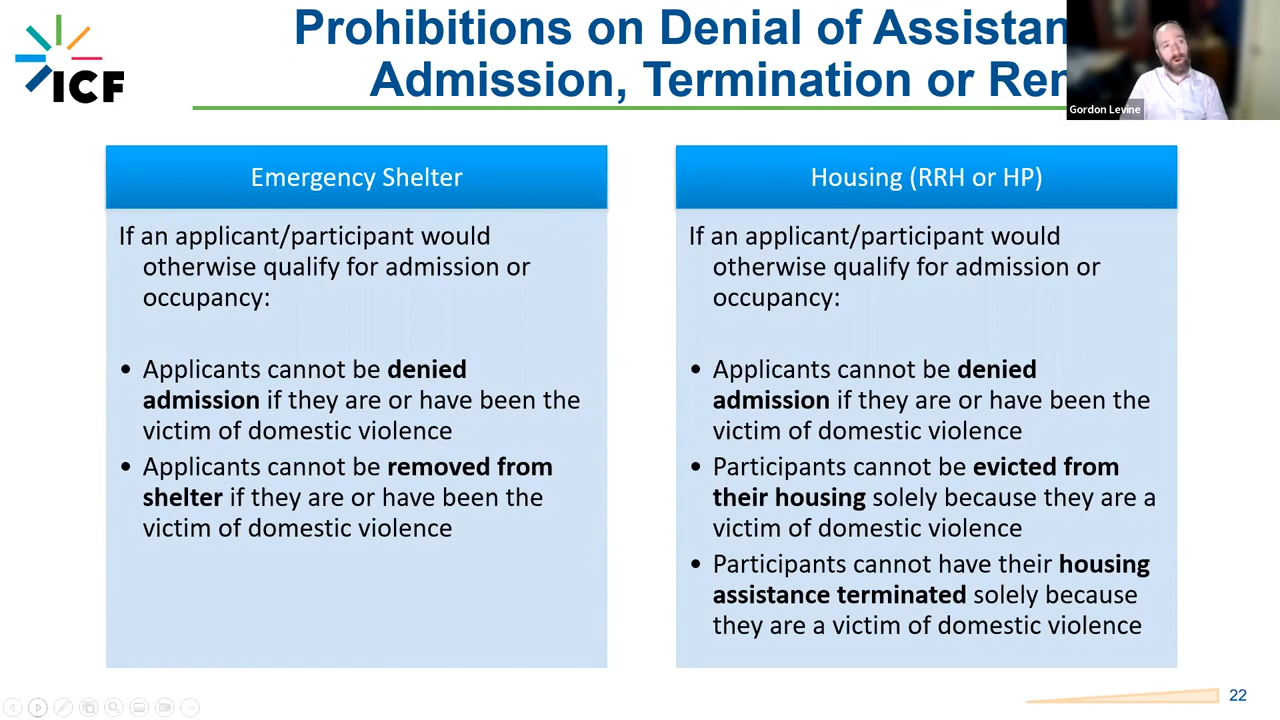 Prohibitions on Denial of Assistan
Admission, Termination or Re
ICF
Gordon Levine
Emergency Shelter
If an applicant/participant would
otherwise qualify for admission or
occupancy:
• Applicants cannot be denied
admission if they are or have been the
victim of domestic violence
• Applicants cannot be removed from
shelter if they are or have been the
victim of domestic violence
Housing (RRH or HP)
If an applicant/participant would
otherwise qualify for admission or
occupancy:
• Applicants cannot be denied
admission if they are or have been the
victim of domestic violence
• Participants cannot be evicted from
their housing solely because they are a
victim of domestic violence
• Participants cannot have their housing
assistance terminated solely because
they are a victim of domestic violence
22